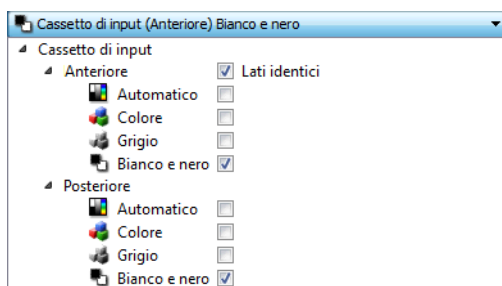 Cassetto di input (Anteriore) Bianco e nero
Cassetto di input
Anteriore Lati identici
Automatico
Colore
Grigio
Bianco e nero
Posteriore
Automatico
Colore
Grigio
Bianco e nero